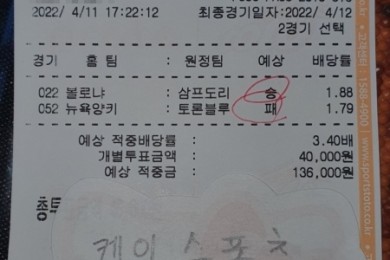 2022/ 4/11 17:22:12 최종경기일자:2022/ 4/12
2경기 선택
경기 홈 팀 : 원정팀 예상 배당률
022 볼로냐 : 삼프도리 승 1.88
052 뉴욕양키 : 토론블루 패 1.79
예상 적중배당률 : 3.40배
개별투표금액 : 40,000원
예상 적중금 : 136,000원
케이 스포츠